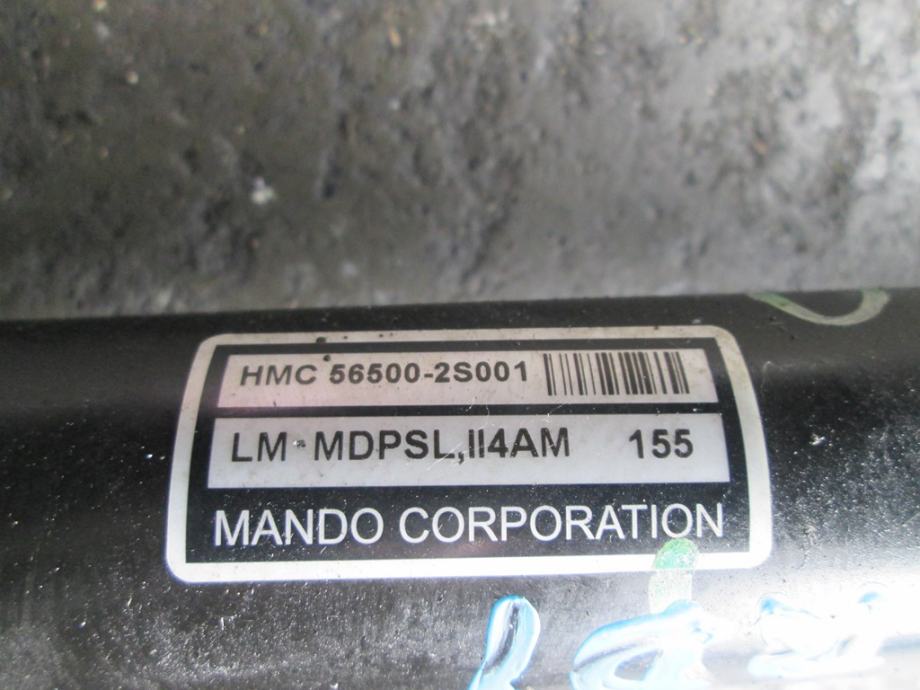 HMC 56500-2S001
LM-MDPSL,II4AM 155
MANDO CORPORATION